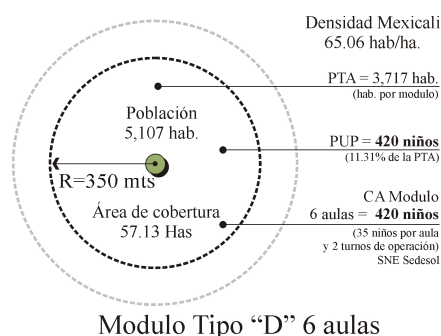 Densidad Mexicali
65.06 hab/ha.
PTA = 3,717 hab.
(hab. por modulo)
Población
5,107 hab.
PUP = 420 niños
(11.31% de la PTA)
R=350 mts
Área de cobertura
57.13 Has
CA Modulo
6 aulas = 420 niños
(35 niños por aula
y 2 turnos de operación)
SNE Sedesol
Modulo Tipo “D” 6 aulas